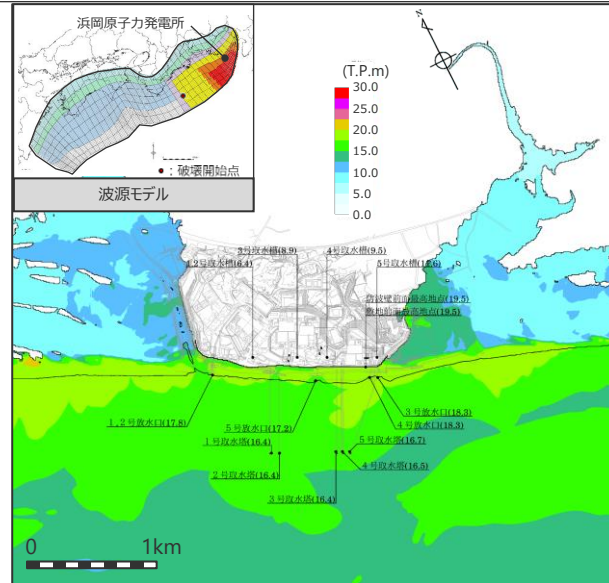 浜岡原子力発電所
●：破壊開始点
波源モデル
(T.P.m)
30.0
25.0
20.0
15.0
10.0
5.0
0.0
3号取水槽(8.9)
4号取水槽(9.5)
1,2号取水槽(6.4)
防波壁前面最高地点(19.5)
敷地前面最高地点(19.5)
1,2号放水口(17.8)
5号放水口(17.2)
3号放水口(18.3)
4号放水口(18.3)
1号取水塔(16.4)
5号取水塔(16.7)
2号取水塔(16.4)
4号取水塔(16.5)
3号取水塔(16.4)
0
1km